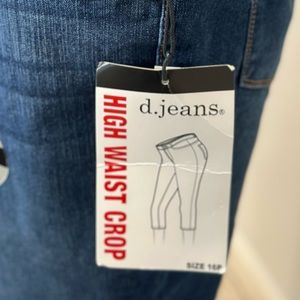 d.jeans®
HIGH WAIST CROP
SIZE 16P